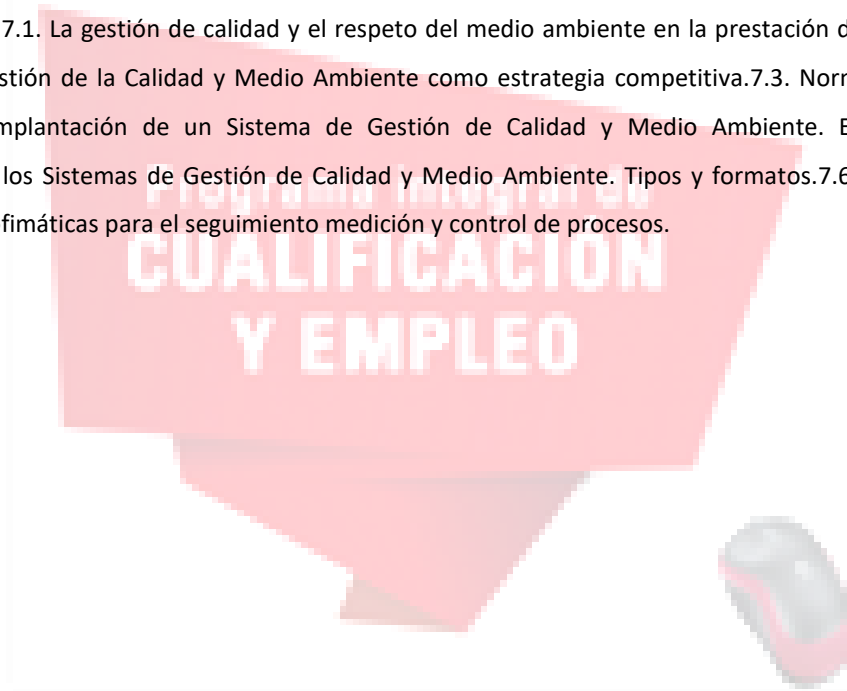 7.1. La gestión de calidad y el respeto del medio ambiente en la prestación d
stión de la Calidad y Medio Ambiente como estrategia competitiva.7.3. Norm
mplantación de un Sistema de Gestión de Calidad y Medio Ambiente. E
los Sistemas de Gestión de Calidad y Medio Ambiente. Tipos y formatos.7.6
fimáticas para el seguimiento medición y control de procesos.
Programa integral de
CUALIFICACIÓN
Y EMPLEO